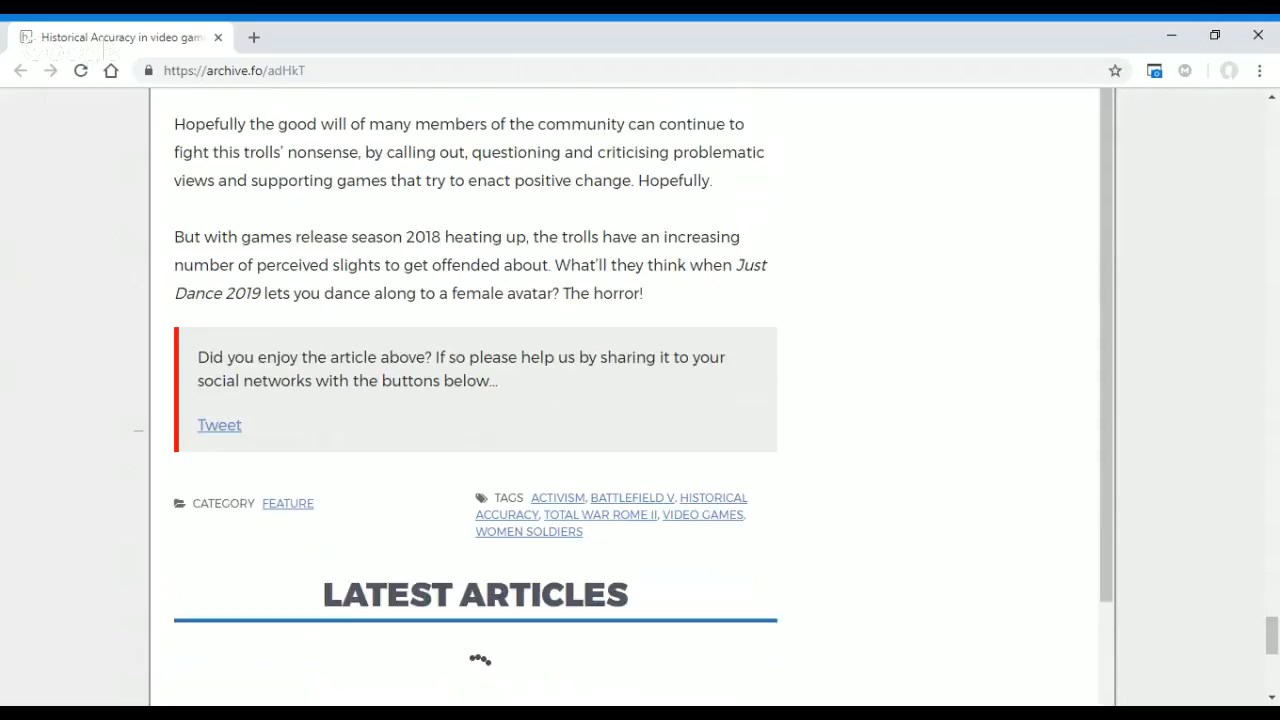 Historical Accuracy in video gam
https://archive.fo/adHkT
Hopefully the good will of many members of the community can continue to
fight this trolls’ nonsense, by calling out, questioning and criticising problematic
views and supporting games that try to enact positive change. Hopefully.
But with games release season 2018 heating up, the trolls have an increasing
number of perceived slights to get offended about. What’ll they think when Just
Dance 2019 lets you dance along to a female avatar? The horror!
Did you enjoy the article above? If so please help us by sharing it to your
social networks with the buttons below...
Tweet
CATEGORY FEATURE
TAGS ACTIVISM, BATTLEFIELD V, HISTORICAL
ACCURACY, TOTAL WAR ROME II, VIDEO GAMES,
WOMEN SOLDIERS
LATEST ARTICLES